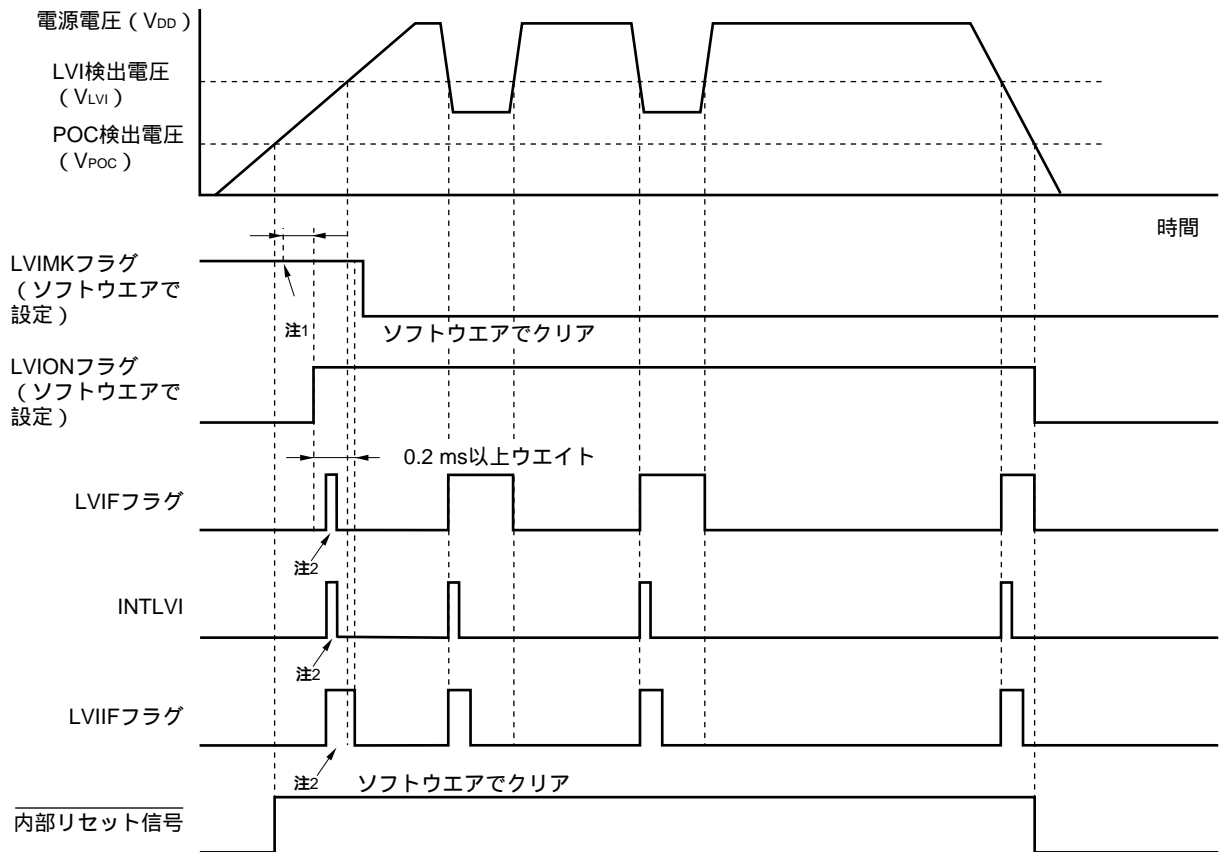 電源電圧（VDD）
LVI検出電圧
（VLVI）
POC検出電圧
（VPOC）
時間
LVIMKフラグ
（ソフトウエアで
設定）
注1
ソフトウエアでクリア
LVIONフラグ
（ソフトウエアで
設定）
0.2 ms以上ウエイト
LVIFフラグ
注2
INTLVI
注2
LVIIFフラグ
注2
ソフトウエアでクリア
内部リセット信号